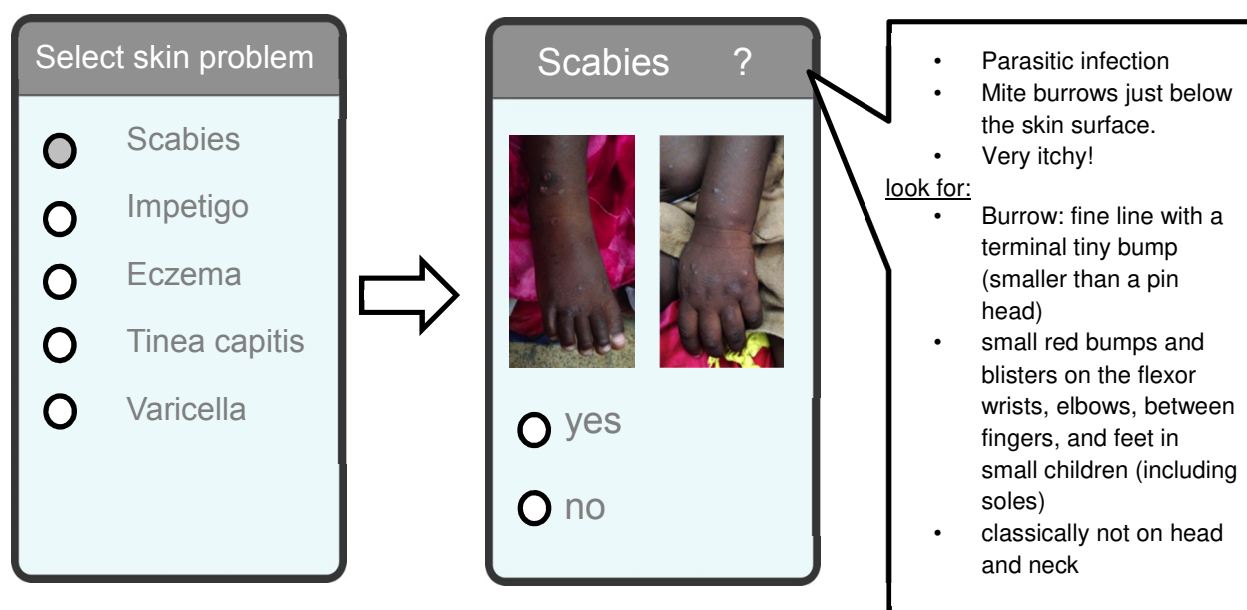 Select skin problem
Scabies
Impetigo
Eczema
Tinea capitis
Varicella
Scabies ?
yes
no
• Parasitic infection
• Mite burrows just below
the skin surface.
• Very itchy!
look for:
• Burrow: fine line with a
terminal tiny bump
(smaller than a pin
head)
• small red bumps and
blisters on the flexor
wrists, elbows, between
fingers, and feet in
small children (including
soles)
• classically not on head
and neck